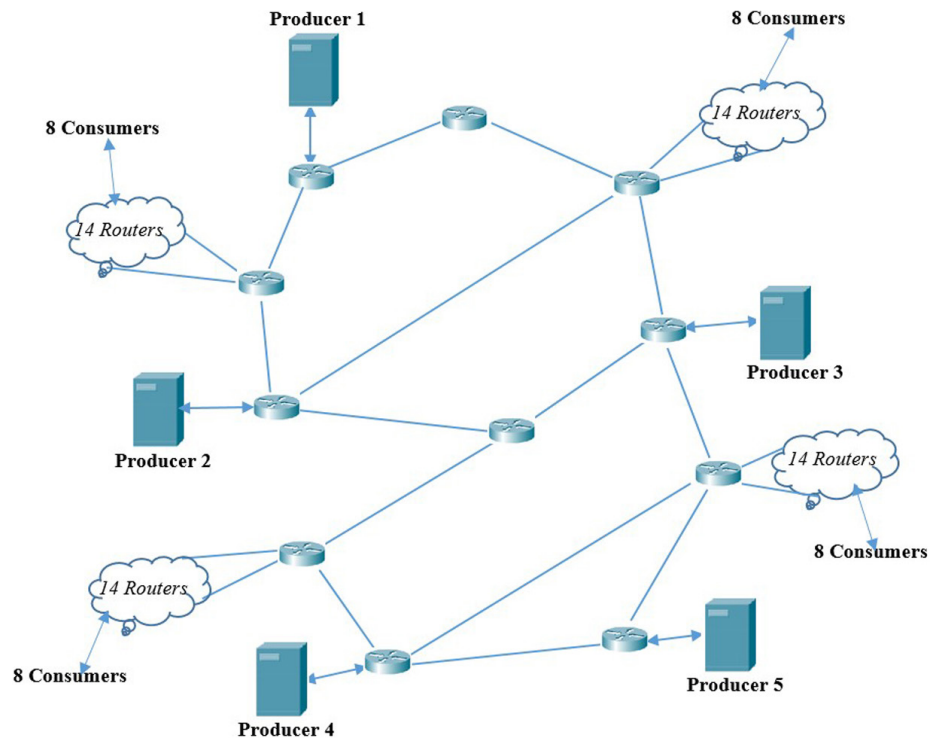 Producer 1
8 Consumers
14 Routers
8 Consumers
14 Routers
Producer 3
Producer 2
14 Routers
8 Consumers
14 Routers
8 Consumers
Producer 5
Producer 4